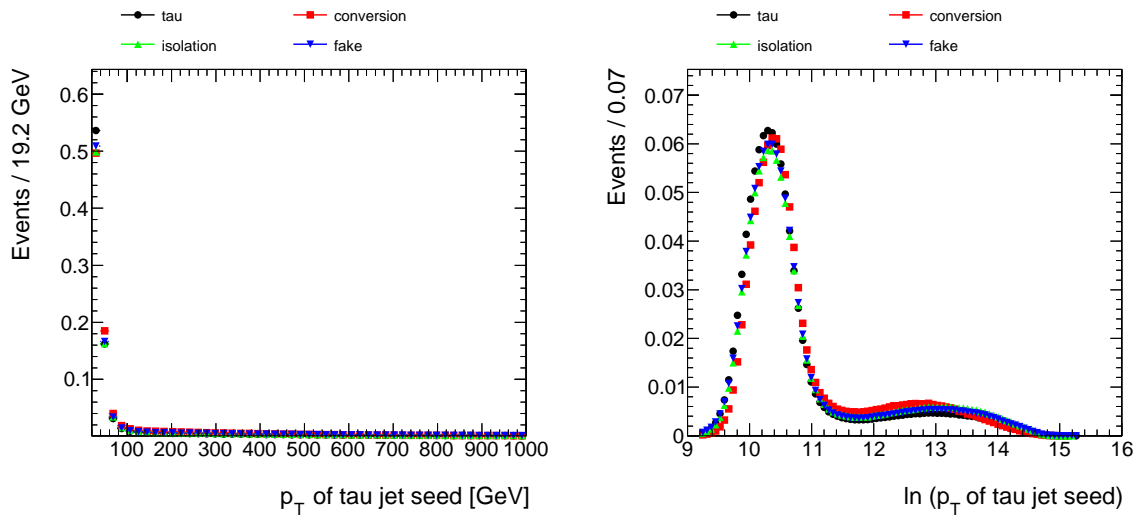 tau
conversion
isolation
fake
Events / 19.2 GeV
0.6
0.5
0.4
0.3
0.2
0.1
100 200 300 400 500 600 700 800 900 1000
p_T of tau jet seed [GeV]
tau
conversion
isolation
fake
Events / 0.07
0.07
0.06
0.05
0.04
0.03
0.02
0.01
0
9 10 11 12 13 14 15 16
ln (p_T of tau jet seed)